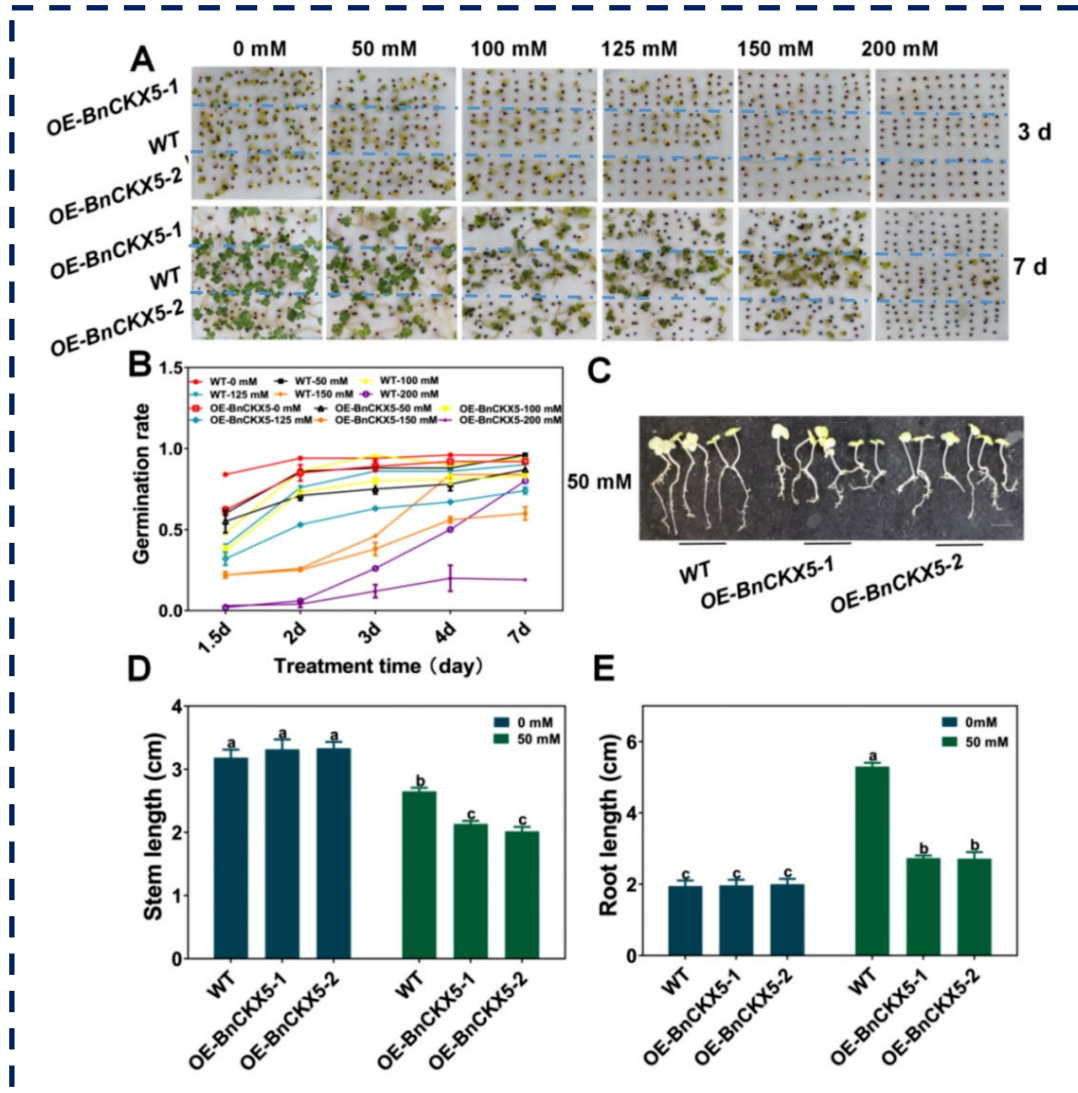 A
0 mM 50 mM 100 mM 125 mM 150 mM 200 mM
OE-BnCKX5-1
WT
OE-BnCKX5-2
3 d
OE-BnCKX5-1
WT
OE-BnCKX5-2
7 d
B
1.5
1.0
0.5
0.0
Germination rate
WT-0 mM WT-50 mM WT-100 mM
WT-125 mM WT-150 mM WT-200 mM
OE-BnCKX5-0 mM OE-BnCKX5-50 mM OE-BnCKX5-100 mM
OE-BnCKX5-125 mM OE-BnCKX5-150 mM OE-BnCKX5-200 mM
1.5d 2d 3d 4d 7d
Treatment time（day）
C
50 mM
WT OE-BnCKX5-1 OE-BnCKX5-2
D
4
3
2
1
0
Stem length (cm)
0 mM
50 mM
a a a b c c
WT OE-BnCKX5-1 OE-BnCKX5-2 WT OE-BnCKX5-1 OE-BnCKX5-2
E
6
4
2
0
Root length (cm)
0mM
50 mM
c c c a b b
WT OE-BnCKX5-1 OE-BnCKX5-2 WT OE-BnCKX5-1 OE-BnCKX5-2